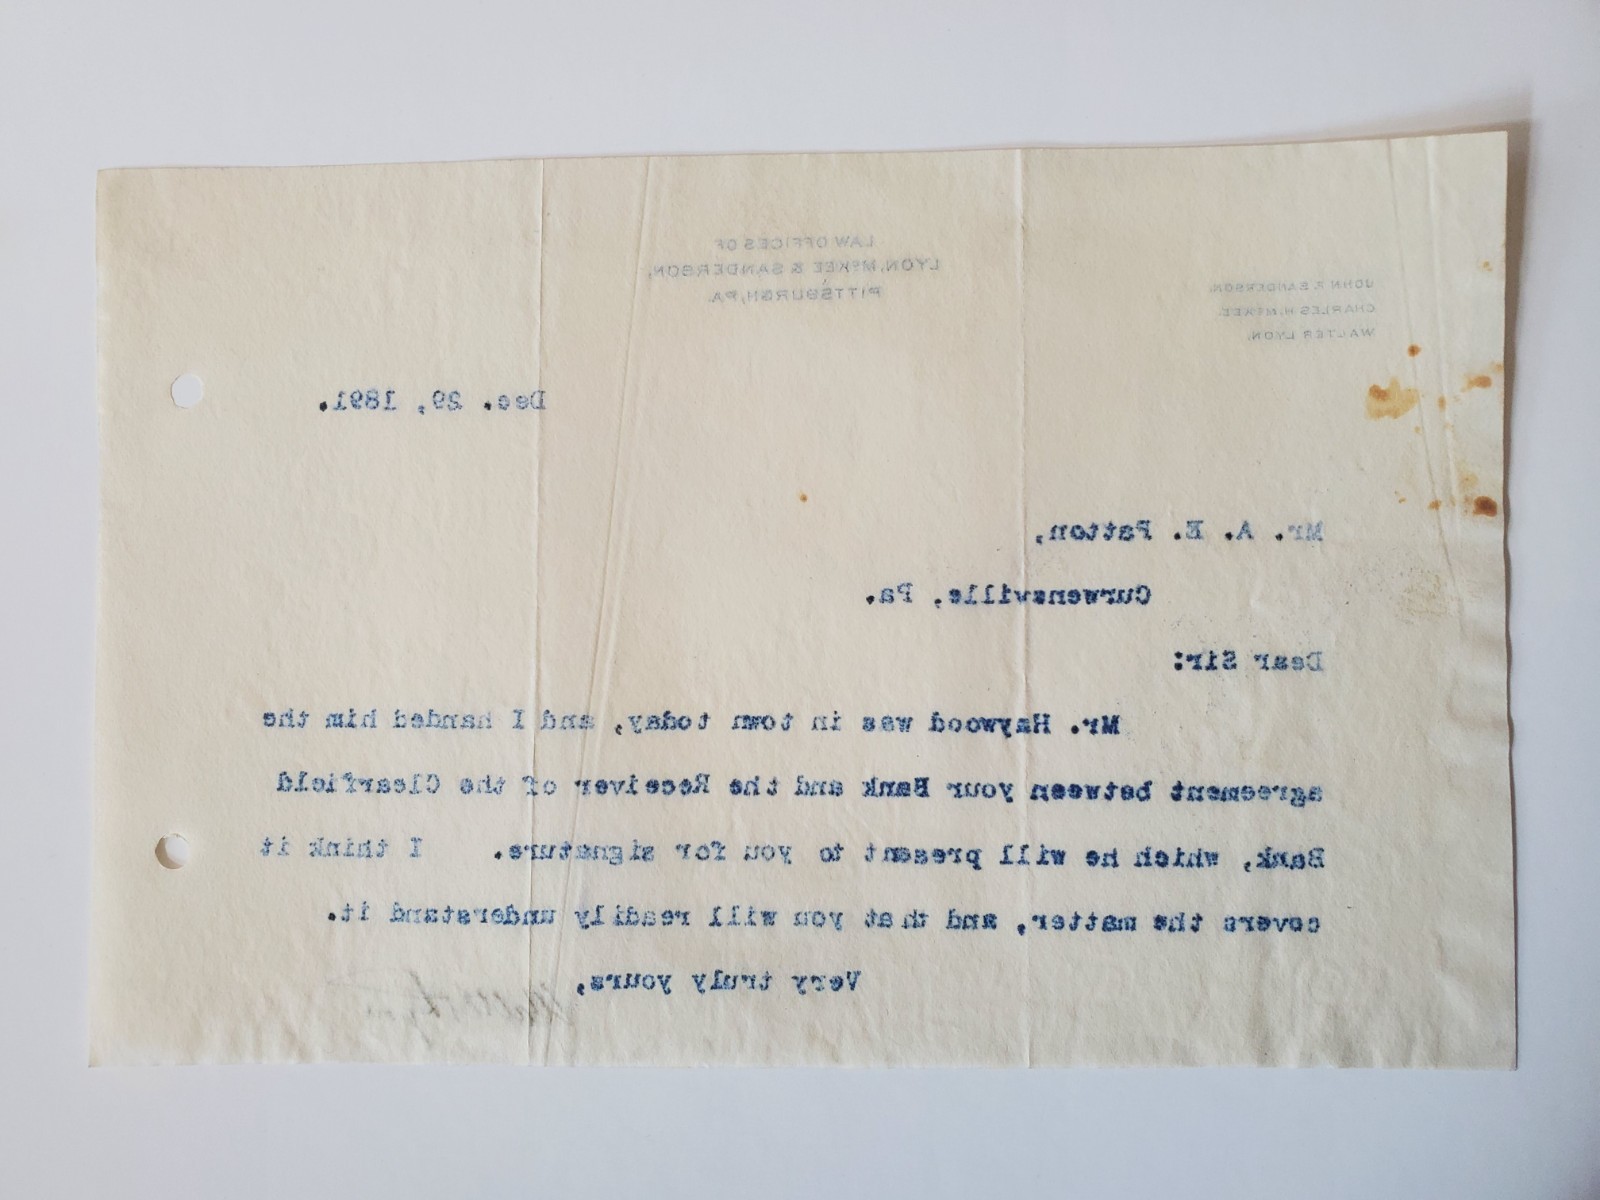 LAW OFFICES OF
LYON, McKEE & SANDERSON,
PITTSBURGH, PA.
JOHN F. SANDERSON.
CHARLES H. McKEE.
WALTER LYON.
Dec. 29, 1891.
Mr. A. E. Patton,
Curwensville, Pa.
Dear Sir:
Mr. Haywood was in town today, and I handed him the
agreement between your Bank and the Receiver of the Clearfield
Bank, which he will present to you for signature. I think it
covers the matter, and that you will readily understand it.
Very truly yours,
Walter Lyon